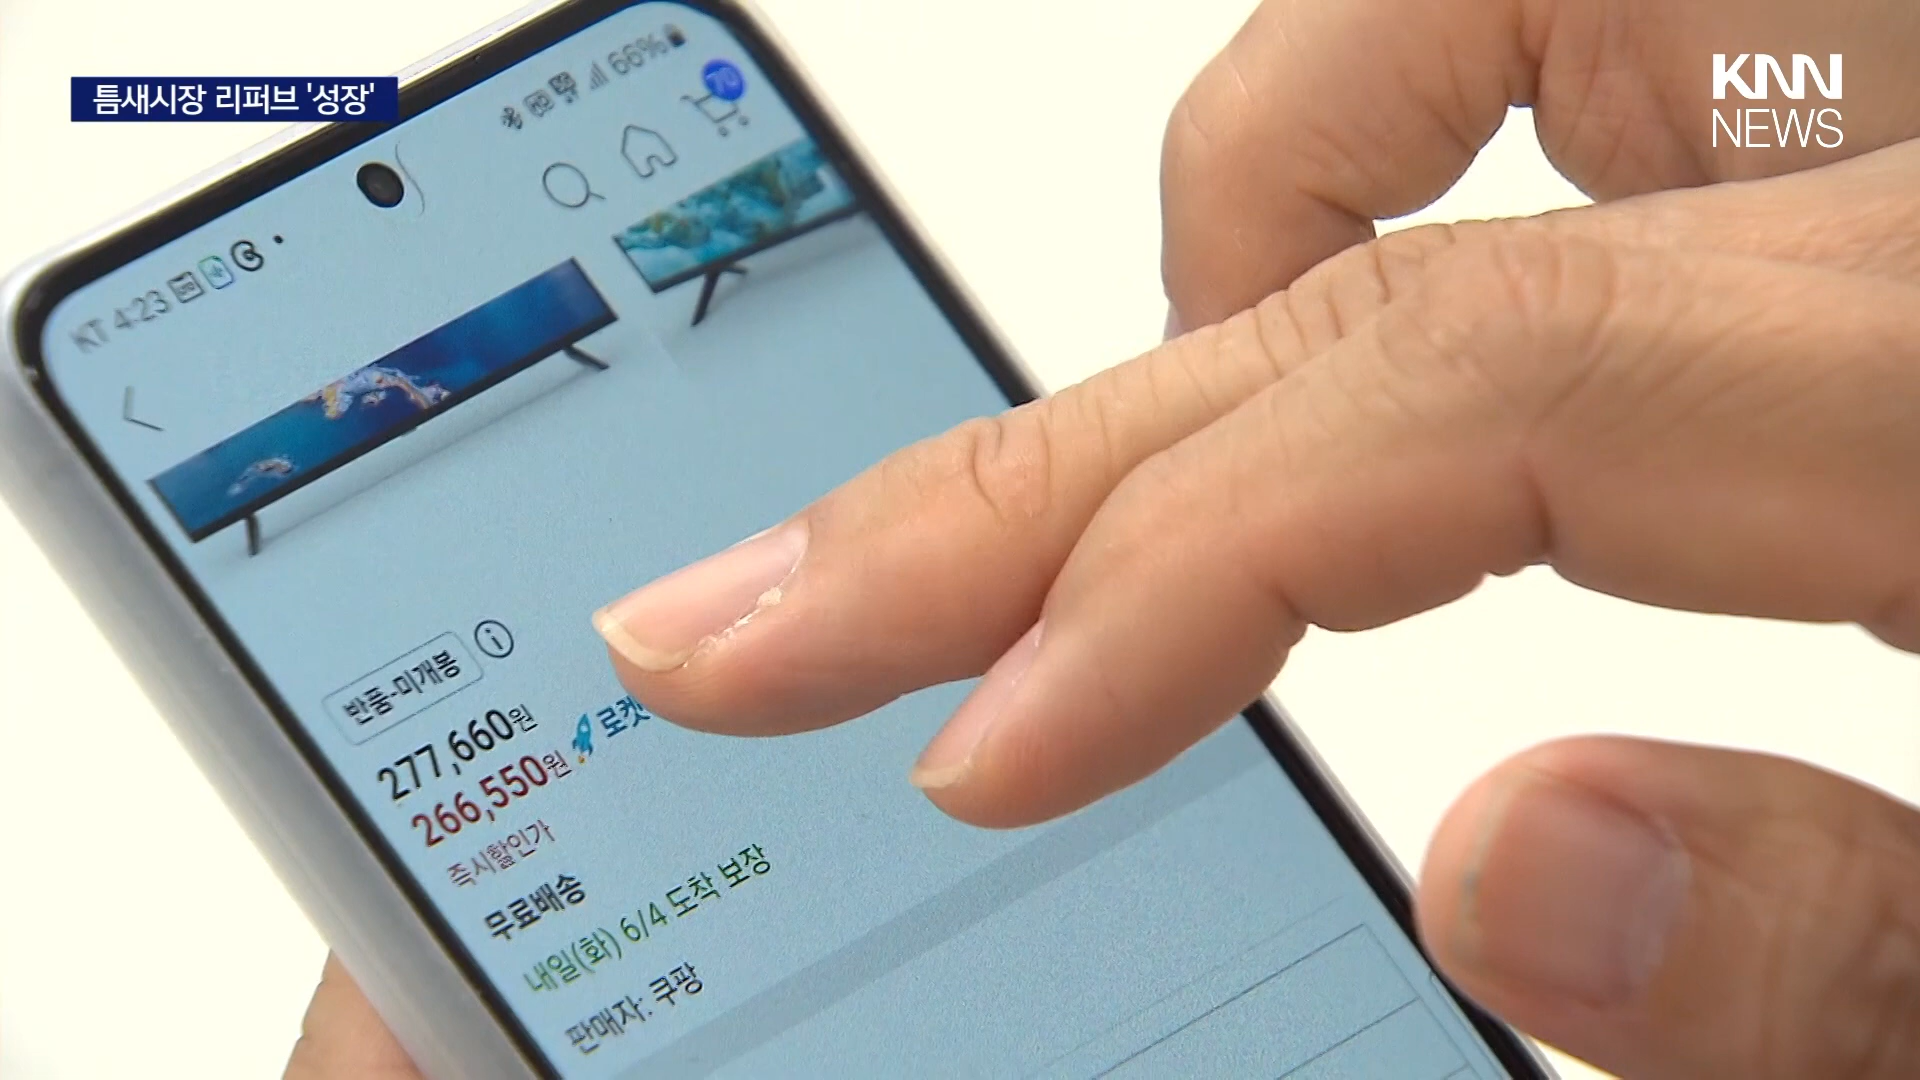 틈새시장 리퍼브 '성장'
KNN
NEWS
66%
70
KT 4:23
반품-미개봉
277,660원
266,550원 로켓
즉시할인가
무료배송
내일(화) 6/4 도착 보장
판매자: 쿠팡